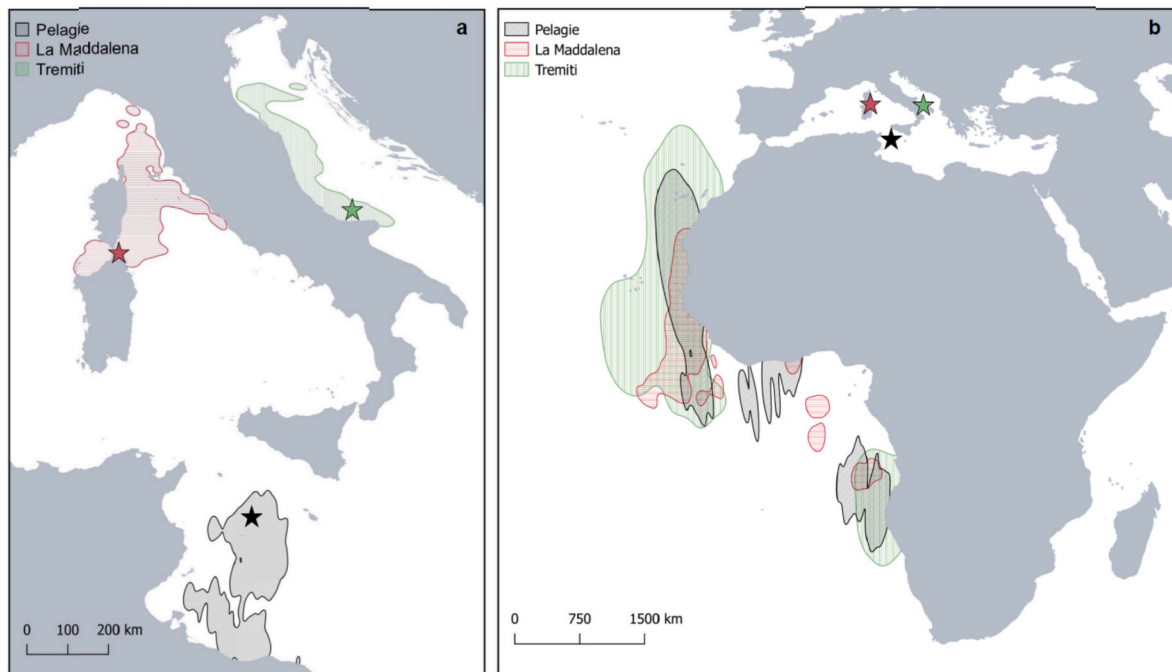 a
Pelagie
La Maddalena
Tremiti
0 100 200 km
b
Pelagie
La Maddalena
Tremiti
0 750 1500 km